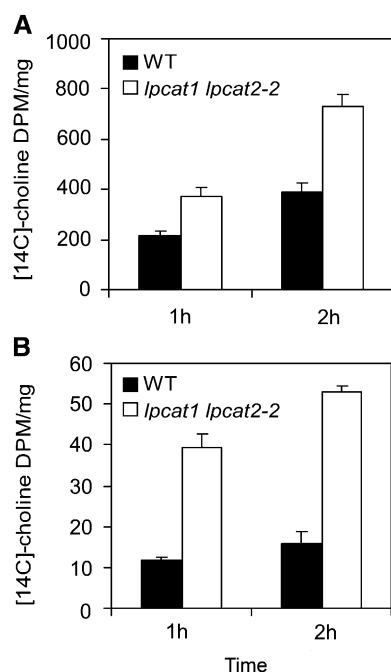 A
[14C]-choline DPM/mg
1000
800
600
400
200
0
WT
lpcat1 lpcat2-2
1h 2h
B
[14C]-choline DPM/mg
60
50
40
30
20
10
0
WT
lpcat1 lpcat2-2
1h 2h
Time